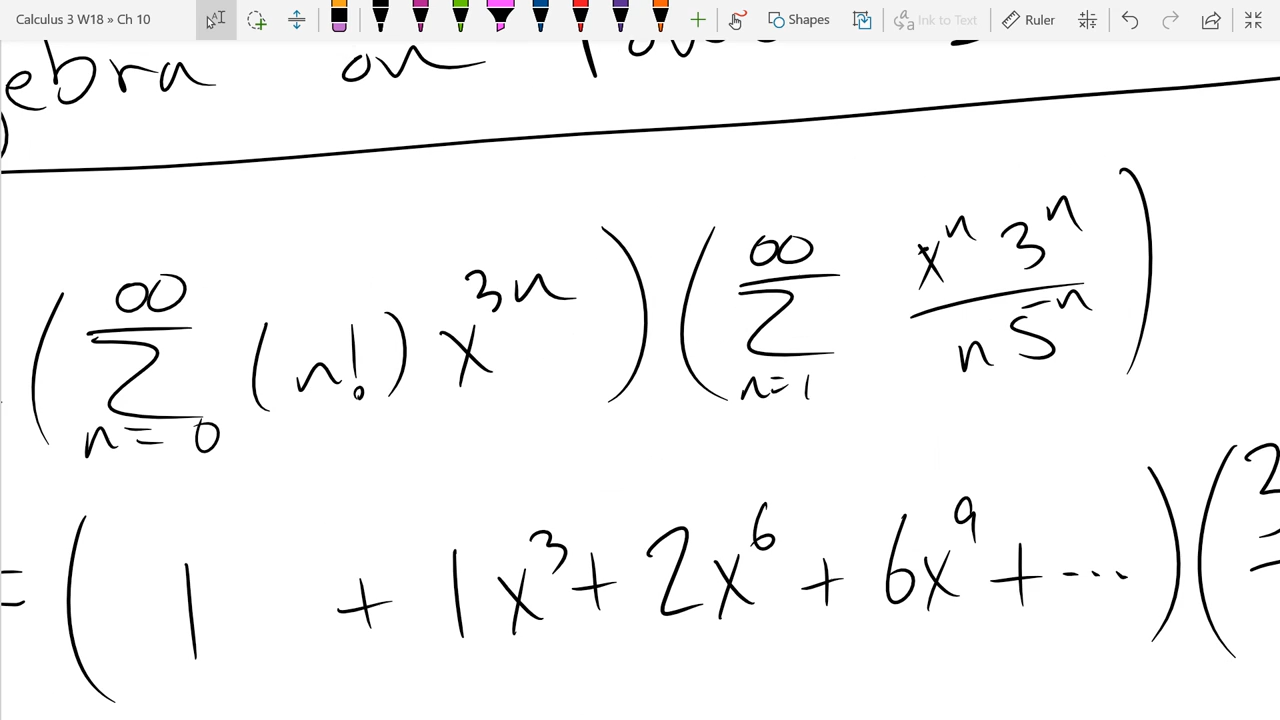 Calculus 3 W18 » Ch 10 Shapes Ink to Text Ruler
ebra on
)
(∞∑n=0 (n!) x^3n)(∞∑n=1 x^n 3^n / n 5^n)
= (1 + 1x^3 + 2x^6 + 6x^9 + ...)(